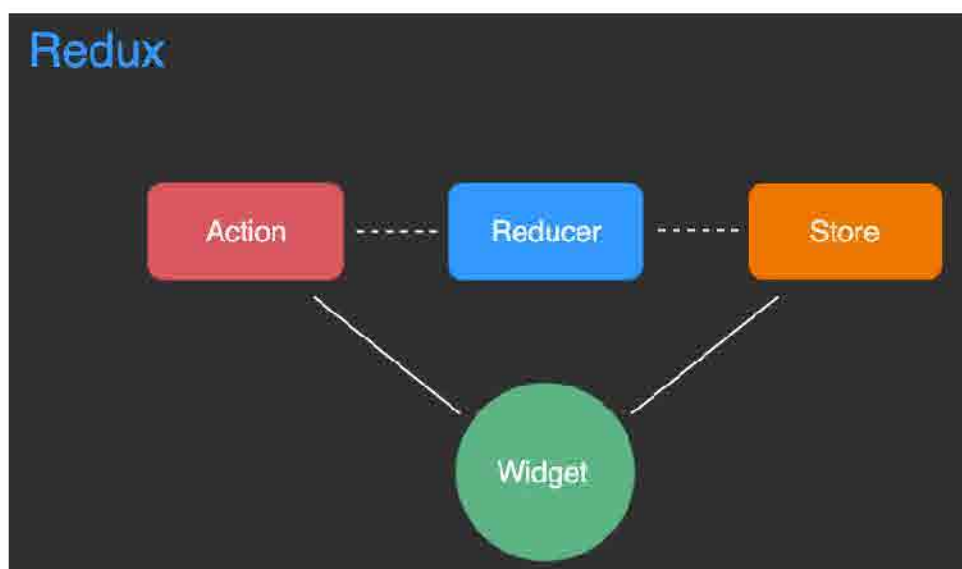 Redux
Action
Reducer
Store
Widget